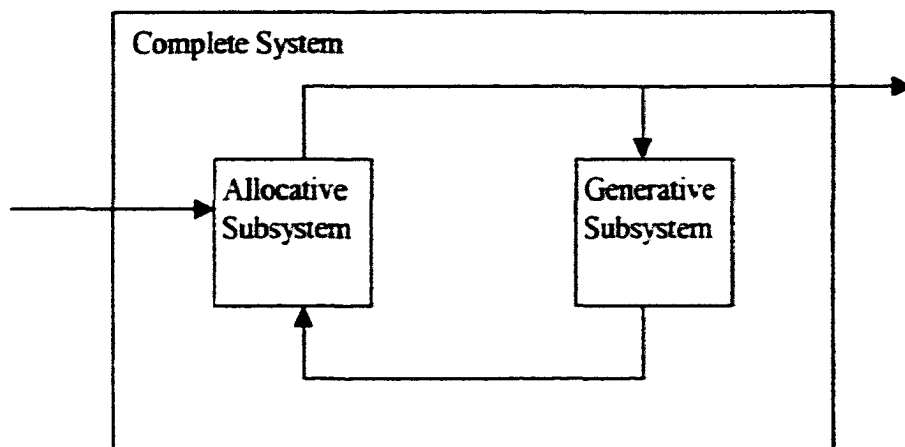 Complete System
Allocative
Subsystem
Generative
Subsystem